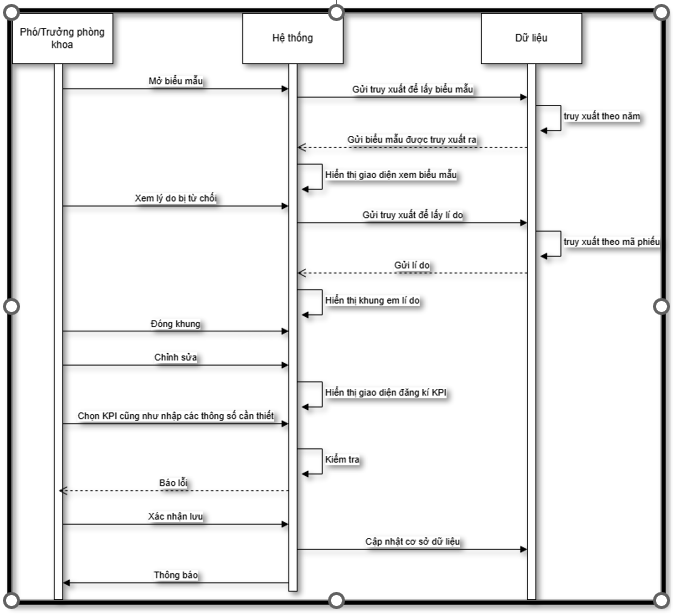 Phó/Trưởng phòng
khoa
Hệ thống
Dữ liệu
Mở biểu mẫu
Gửi truy xuất để lấy biểu mẫu
truy xuất theo năm
Gửi biểu mẫu được truy xuất ra
Hiển thị giao diện xem biểu mẫu
Xem lý do bị từ chối
Gửi truy xuất để lấy lí do
truy xuất theo mã phiếu
Gửi lí do
Hiển thị khung em lí do
Đóng khung
Chỉnh sửa
Hiển thị giao diện đăng kí KPI
Chọn KPI cũng như nhập các thông số cần thiết
Kiểm tra
Báo lỗi
Xác nhận lưu
Cập nhật cơ sở dữ liệu
Thông báo